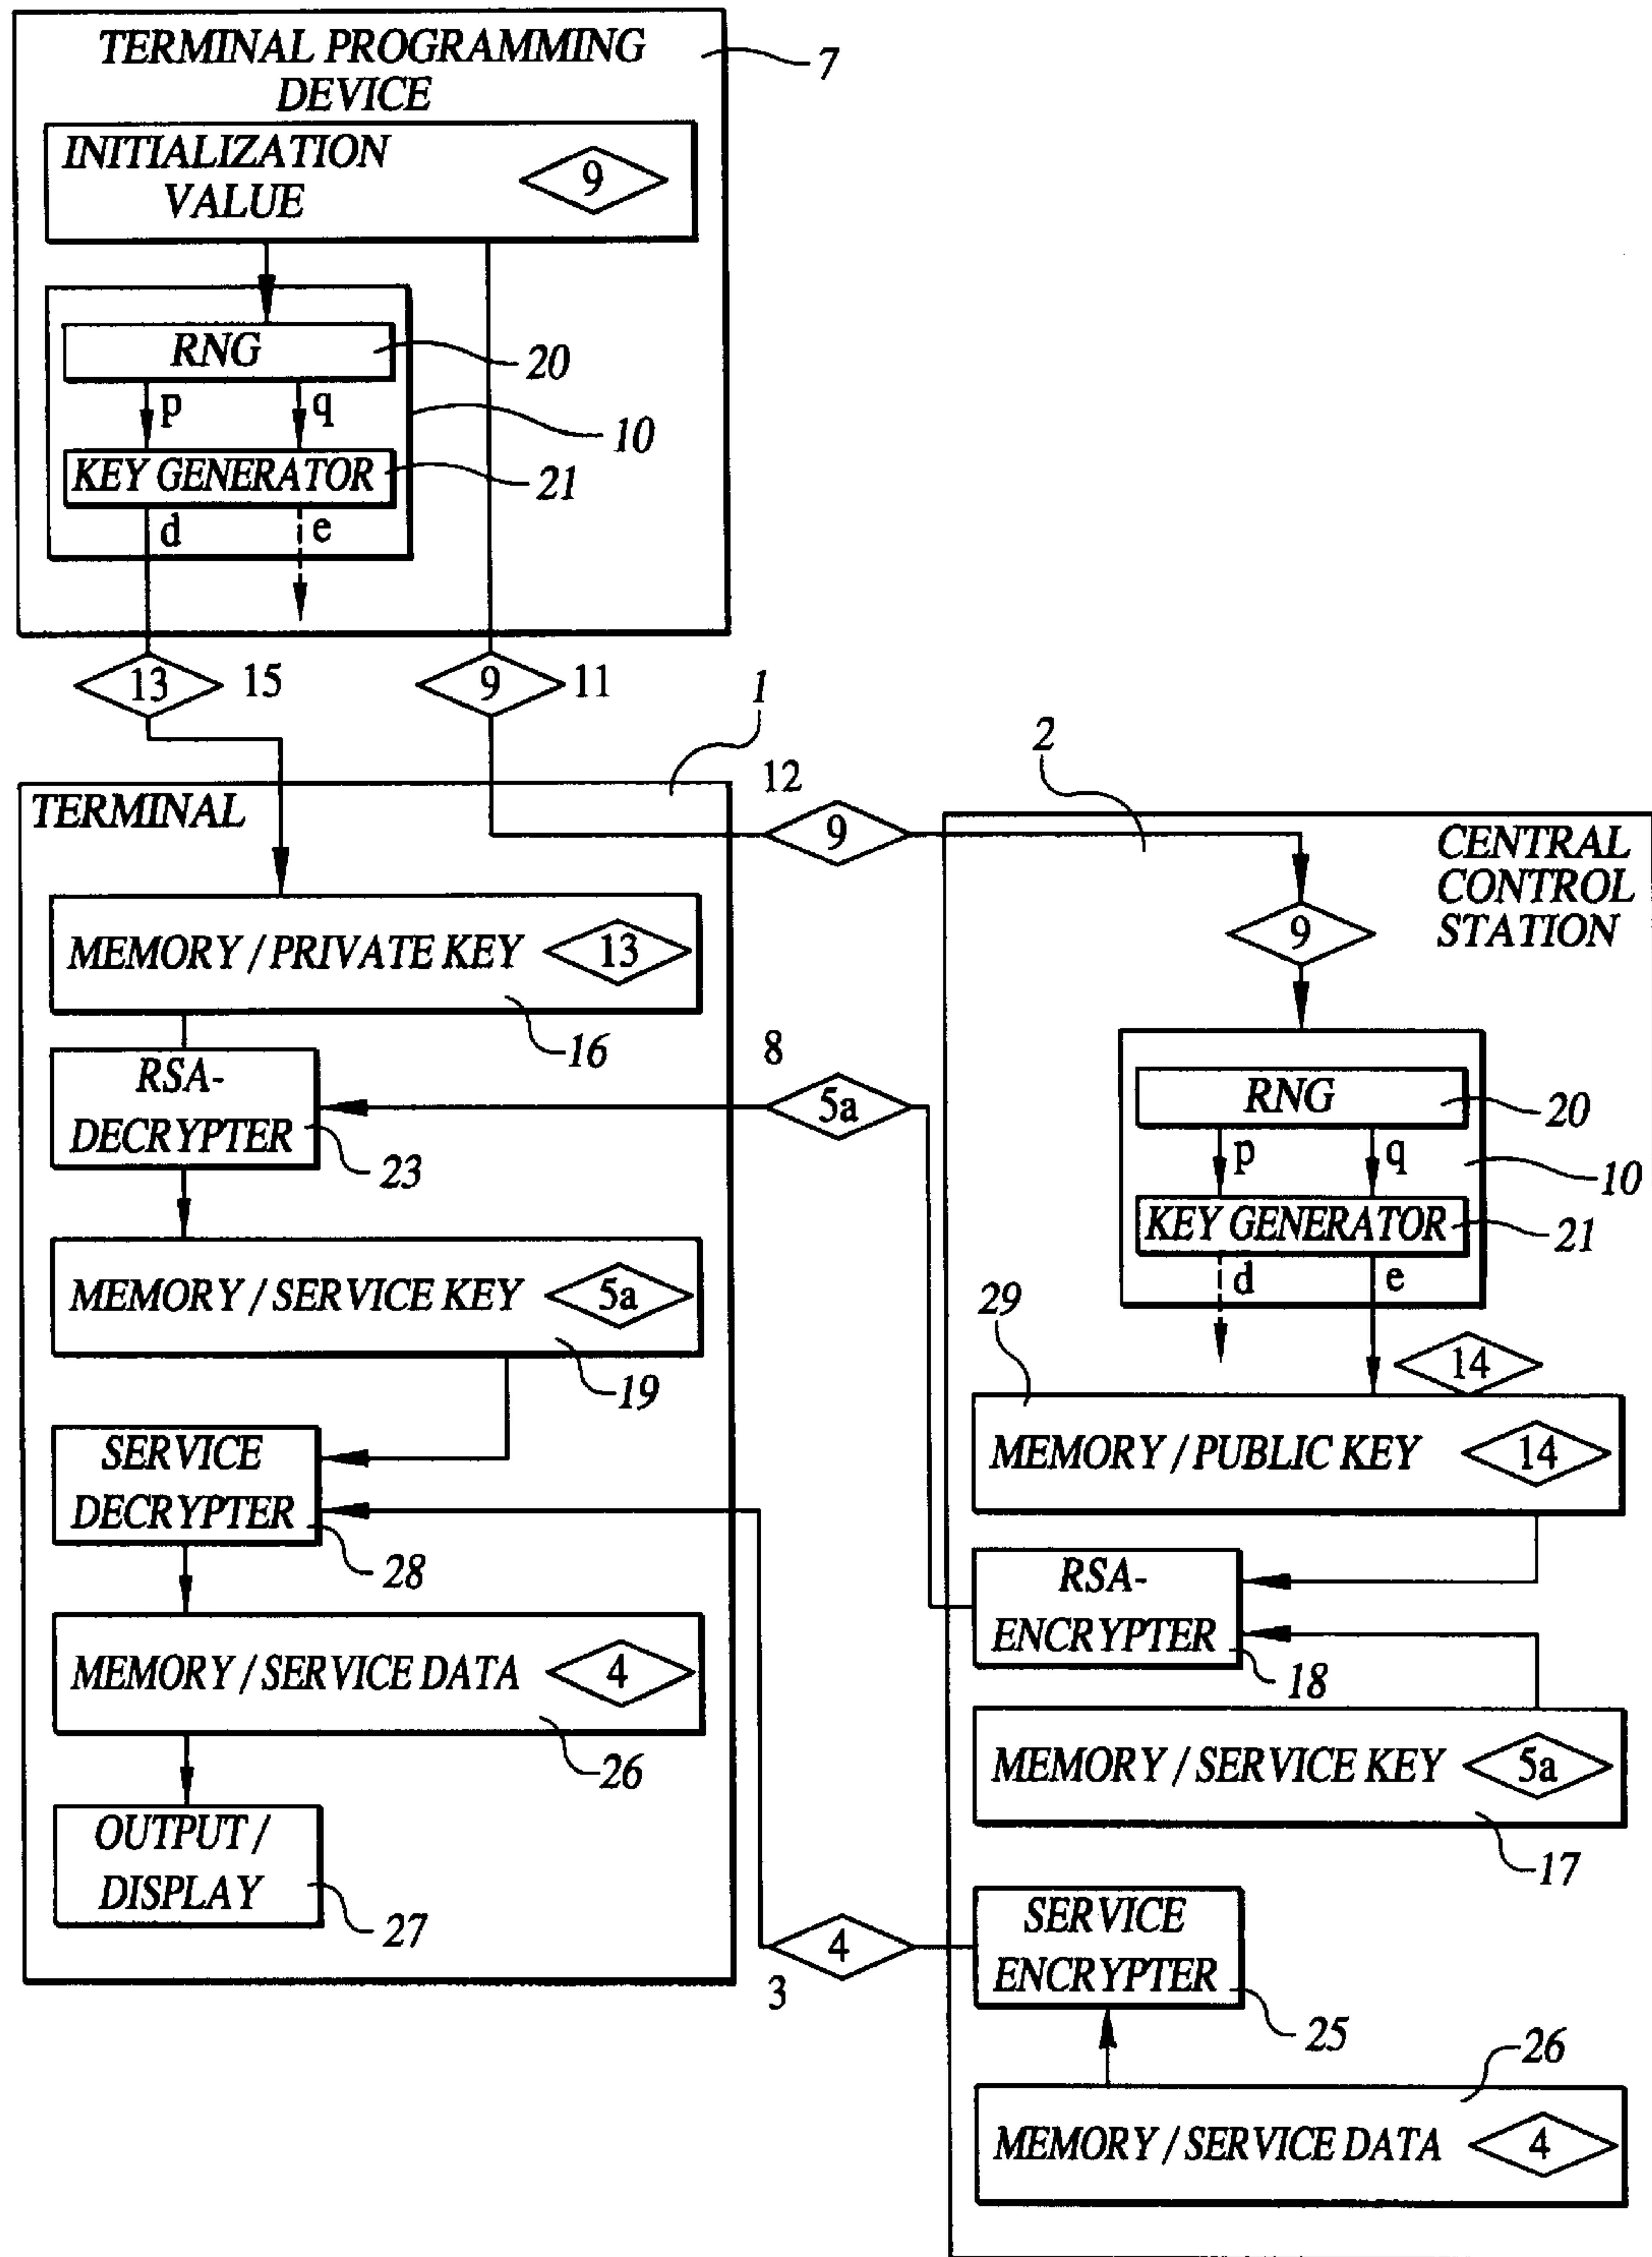 TERMINAL PROGRAMMING
DEVICE
7
INITIALIZATION
VALUE
9
RNG
20
p
q
10
KEY GENERATOR
21
d
e
13
15
9
11
1
TERMINAL
12
9
2
CENTRAL
CONTROL
STATION
9
MEMORY / PRIVATE KEY
13
16
RSA-
DECRYPTER
23
8
5a
RNG
20
p
q
10
KEY GENERATOR
21
d
e
MEMORY / SERVICE KEY
5a
19
29
14
MEMORY / PUBLIC KEY
14
SERVICE
DECRYPTER
28
RSA-
ENCRYPTER
18
MEMORY / SERVICE DATA
4
26
MEMORY / SERVICE KEY
5a
17
OUTPUT /
DISPLAY
27
4
3
SERVICE
ENCRYPTER
25
26
MEMORY / SERVICE DATA
4